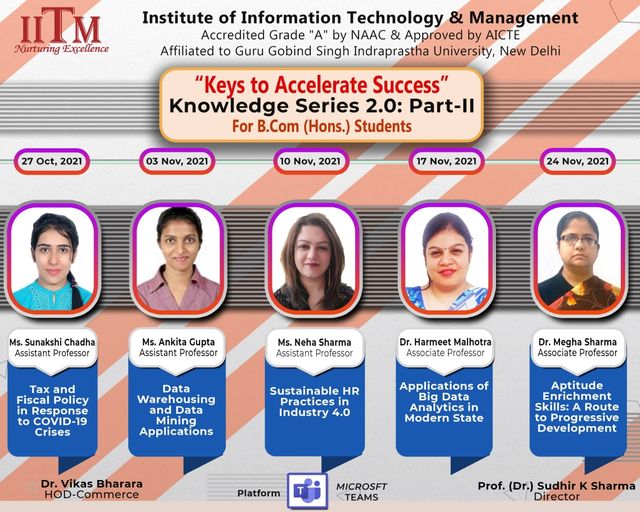 IITM
Nurturing Excellence
Institute of Information Technology & Management
Accredited Grade "A" by NAAC & Approved by AICTE
Affiliated to Guru Gobind Singh Indraprastha University, New Delhi
“Keys to Accelerate Success”
Knowledge Series 2.0: Part-II
For B.Com (Hons.) Students
27 Oct, 2021
03 Nov, 2021
10 Nov, 2021
17 Nov, 2021
24 Nov, 2021
Ms. Sunakshi Chadha
Assistant Professor
Tax and
Fiscal Policy
in Response
to COVID-19
Crises
Ms. Ankita Gupta
Assistant Professor
Data
Warehousing
and Data
Mining
Applications
Ms. Neha Sharma
Assistant Professor
Sustainable HR
Practices in
Industry 4.0
Dr. Harmeet Malhotra
Associate Professor
Applications of
Big Data
Analytics in
Modern State
Dr. Megha Sharma
Associate Professor
Aptitude
Enrichment
Skills: A Route
to Progressive
Development
Dr. Vikas Bharara
HOD-Commerce
Platform
T
MICROSFT
TEAMS
Prof. (Dr.) Sudhir K Sharma
Director